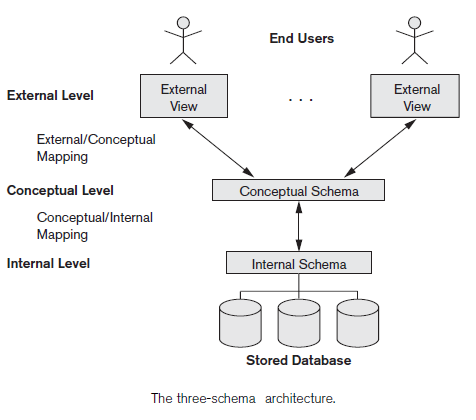 End Users
External Level
External
View
. . .
External
View
External/Conceptual
Mapping
Conceptual Level
Conceptual Schema
Conceptual/Internal
Mapping
Internal Level
Internal Schema
Stored Database
The three-schema architecture.